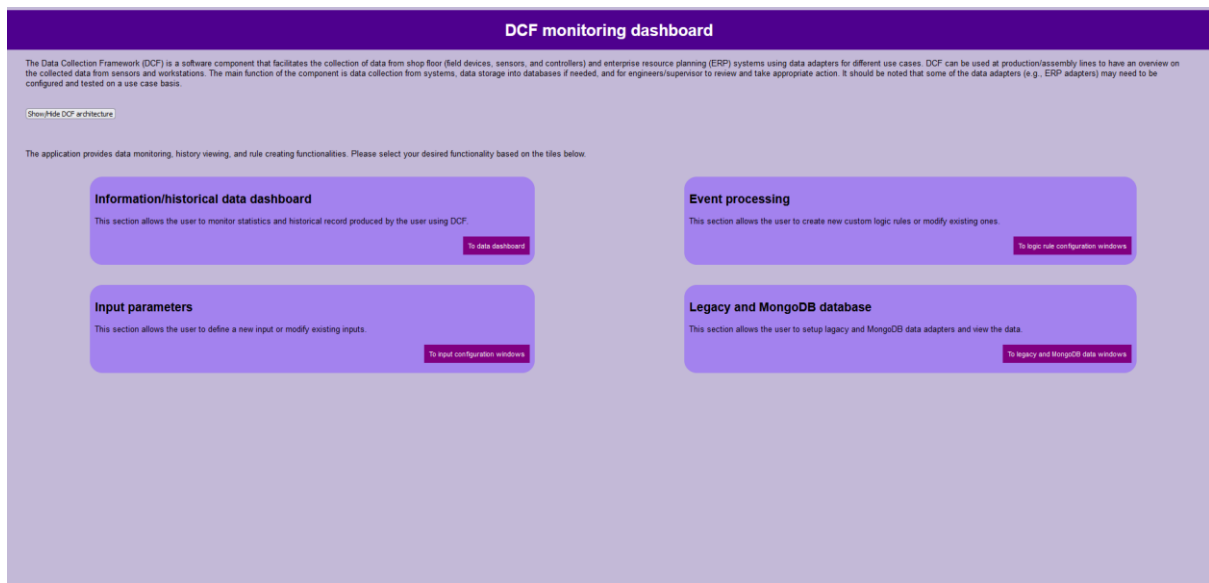 DCF monitoring dashboard
The Data Collection Framework (DCF) is a software component that facilitates the collection of data from shop floor (field devices, sensors, and controllers) and enterprise resource planning (ERP) systems using data adapters for different use cases. DCF can be used at production/assembly lines to have an overview on
the collected data from sensors and workstations. The main function of the component is data collection from systems, data storage into databases if needed, and for engineers/supervisor to review and take appropriate action. It should be noted that some of the data adapters (e.g., ERP adapters) may need to be
configured and tested on a use case basis.
Show/Hide DCF architecture
The application provides data monitoring, history viewing, and rule creating functionalities. Please select your desired functionality based on the tiles below.
Information/historical data dashboard
This section allows the user to monitor statistics and historical record produced by the user using DCF.
To data dashboard
Event processing
This section allows the user to create new custom logic rules or modify existing ones.
To logic rule configuration windows
Input parameters
This section allows the user to define a new input or modify existing inputs.
To input configuration windows
Legacy and MongoDB database
This section allows the user to setup lagacy and MongoDB data adapters and view the data.
To legacy and MongoDB data windows